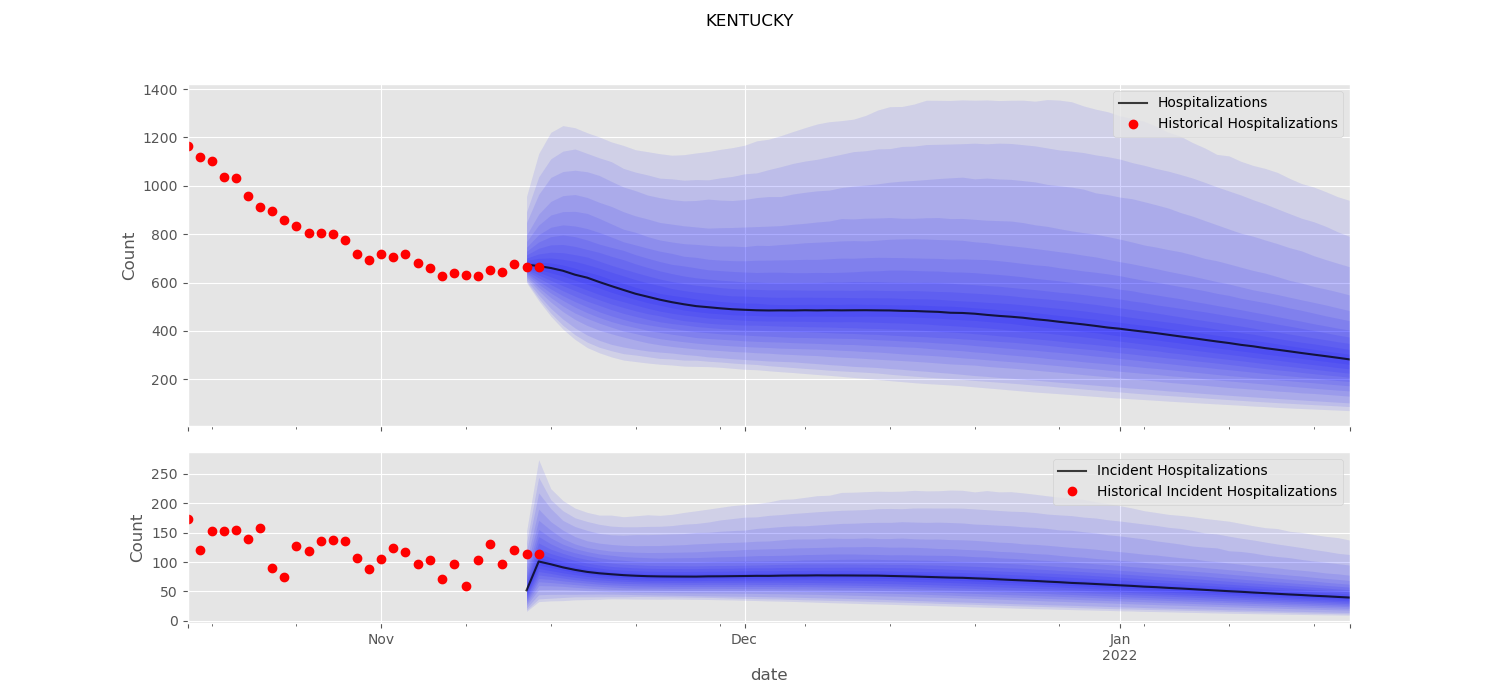 KENTUCKY
1400
1200
1000
800
600
400
200
Count
Hospitalizations
Historical Hospitalizations
250
200
150
100
50
0
Count
Incident Hospitalizations
Historical Incident Hospitalizations
Nov
Dec
Jan
2022
date